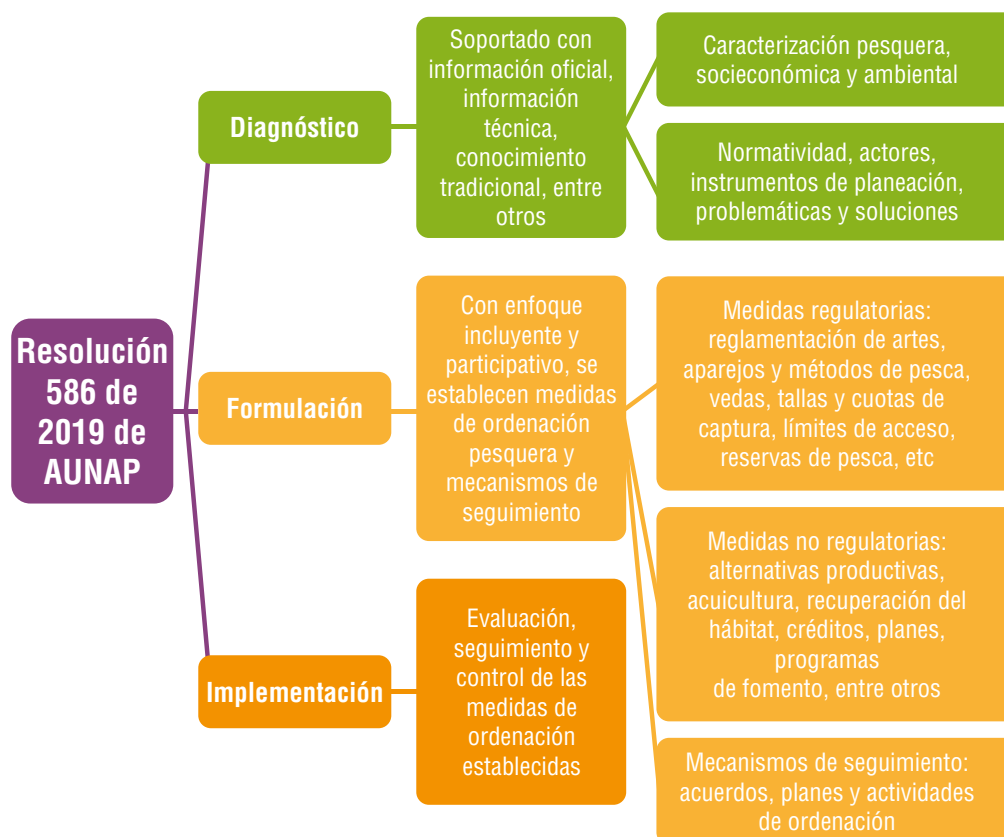 Resolución
586 de
2019 de
AUNAP
Diagnóstico
Soportado con
información oficial,
información
técnica,
conocimiento
tradicional, entre
otros
Caracterización pesquera,
socieconómica y ambiental
Normatividad, actores,
instrumentos de planeación,
problemáticas y soluciones
Formulación
Con enfoque
incluyente y
participativo, se
establecen medidas
de ordenación
pesquera y
mecanismos de
seguimiento
Medidas regulatorias:
reglamentación de artes,
aparejos y métodos de pesca,
vedas, tallas y cuotas de
captura, límites de acceso,
reservas de pesca, etc
Medidas no regulatorias:
alternativas productivas,
acuicultura, recuperación del
hábitat, créditos, planes,
programas
de fomento, entre otros
Mecanismos de seguimiento:
acuerdos, planes y actividades
de ordenación
Implementación
Evaluación,
seguimiento y
control de las
medidas de
ordenación
establecidas